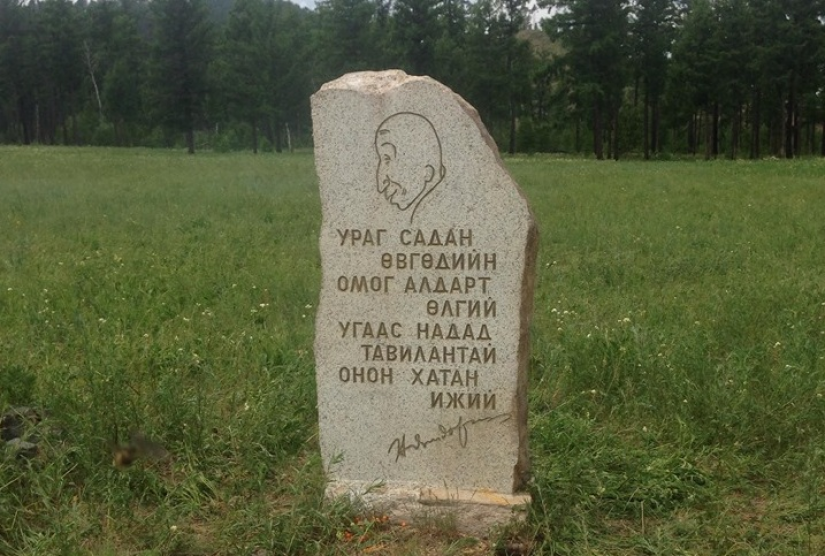 УРАГ САДАН
ӨВГӨДИЙН
ОМОГ АЛДАРТ
ӨЛГИЙ
УГААС НАДАД
ТАВИЛАНТАЙ
ОНОН ХАТАН
ИЖИЙ